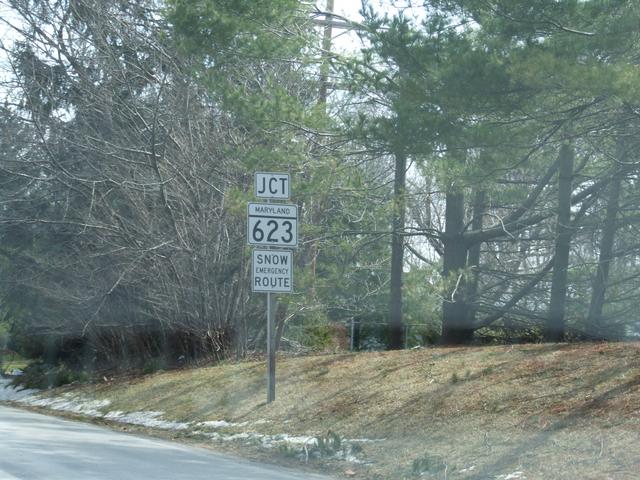 JCT
MARYLAND
623
SNOW
EMERGENCY
ROUTE